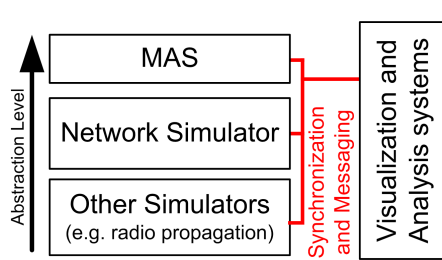 Abstraction Level
MAS
Network Simulator
Other Simulators
(e.g. radio propagation)
Synchronization
and Messaging
Visualization and
Analysis systems